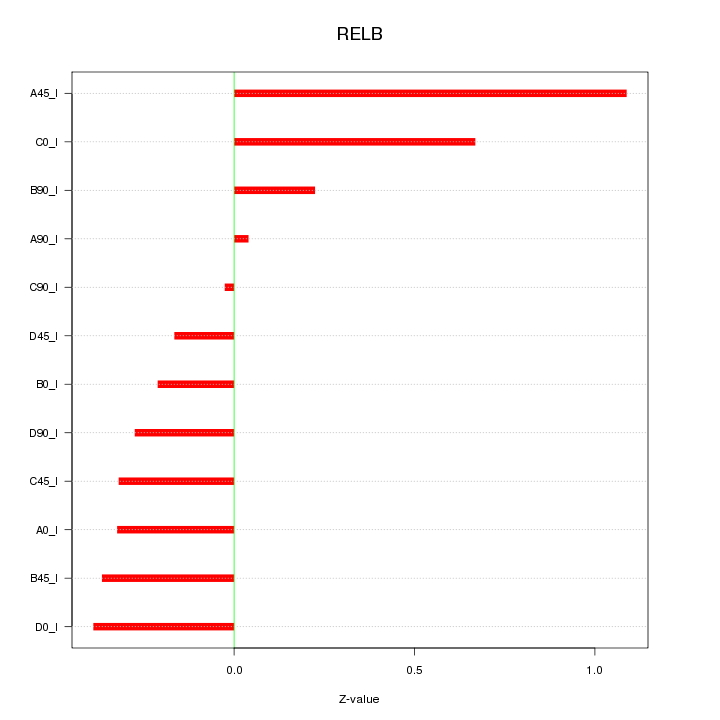 RELB
A45_I
C0_I
B90_I
A90_I
C90_I
D45_I
B0_I
D90_I
C45_I
A0_I
B45_I
D0_I
0.0 0.5 1.0
Z-value